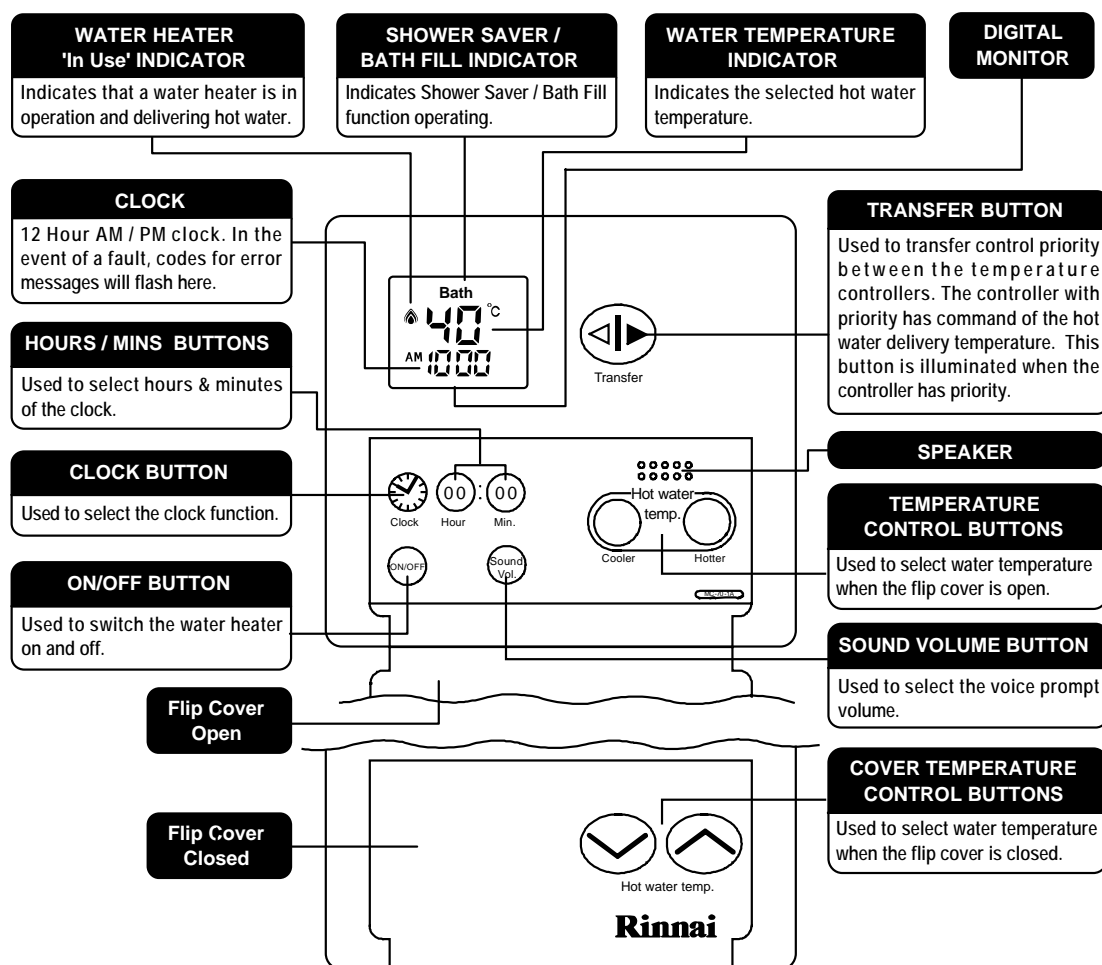 WATER HEATER
'In Use' INDICATOR
Indicates that a water heater is in
operation and delivering hot water.
SHOWER SAVER /
BATH FILL INDICATOR
Indicates Shower Saver / Bath Fill
function operating.
WATER TEMPERATURE
INDICATOR
Indicates the selected hot water
temperature.
DIGITAL
MONITOR
CLOCK
12 Hour AM / PM clock. In the
event of a fault, codes for error
messages will flash here.
HOURS / MINS BUTTONS
Used to select hours & minutes
of the clock.
CLOCK BUTTON
Used to select the clock function.
ON/OFF BUTTON
Used to switch the water heater
on and off.
Flip Cover
Open
Flip Cover
Closed
Bath
40 °C
AM 10 00
Transfer
00 : 00
Clock Hour Min.
ON/OFF
Sound
Vol.
Hot water
temp.
Cooler Hotter
MC-70-1A
Hot water temp.
Rinnai
TRANSFER BUTTON
Used to transfer control priority
between the temperature
controllers. The controller with
priority has command of the hot
water delivery temperature. This
button is illuminated when the
controller has priority.
SPEAKER
TEMPERATURE
CONTROL BUTTONS
Used to select water temperature
when the flip cover is open.
SOUND VOLUME BUTTON
Used to select the voice prompt
volume.
COVER TEMPERATURE
CONTROL BUTTONS
Used to select water temperature
when the flip cover is closed.